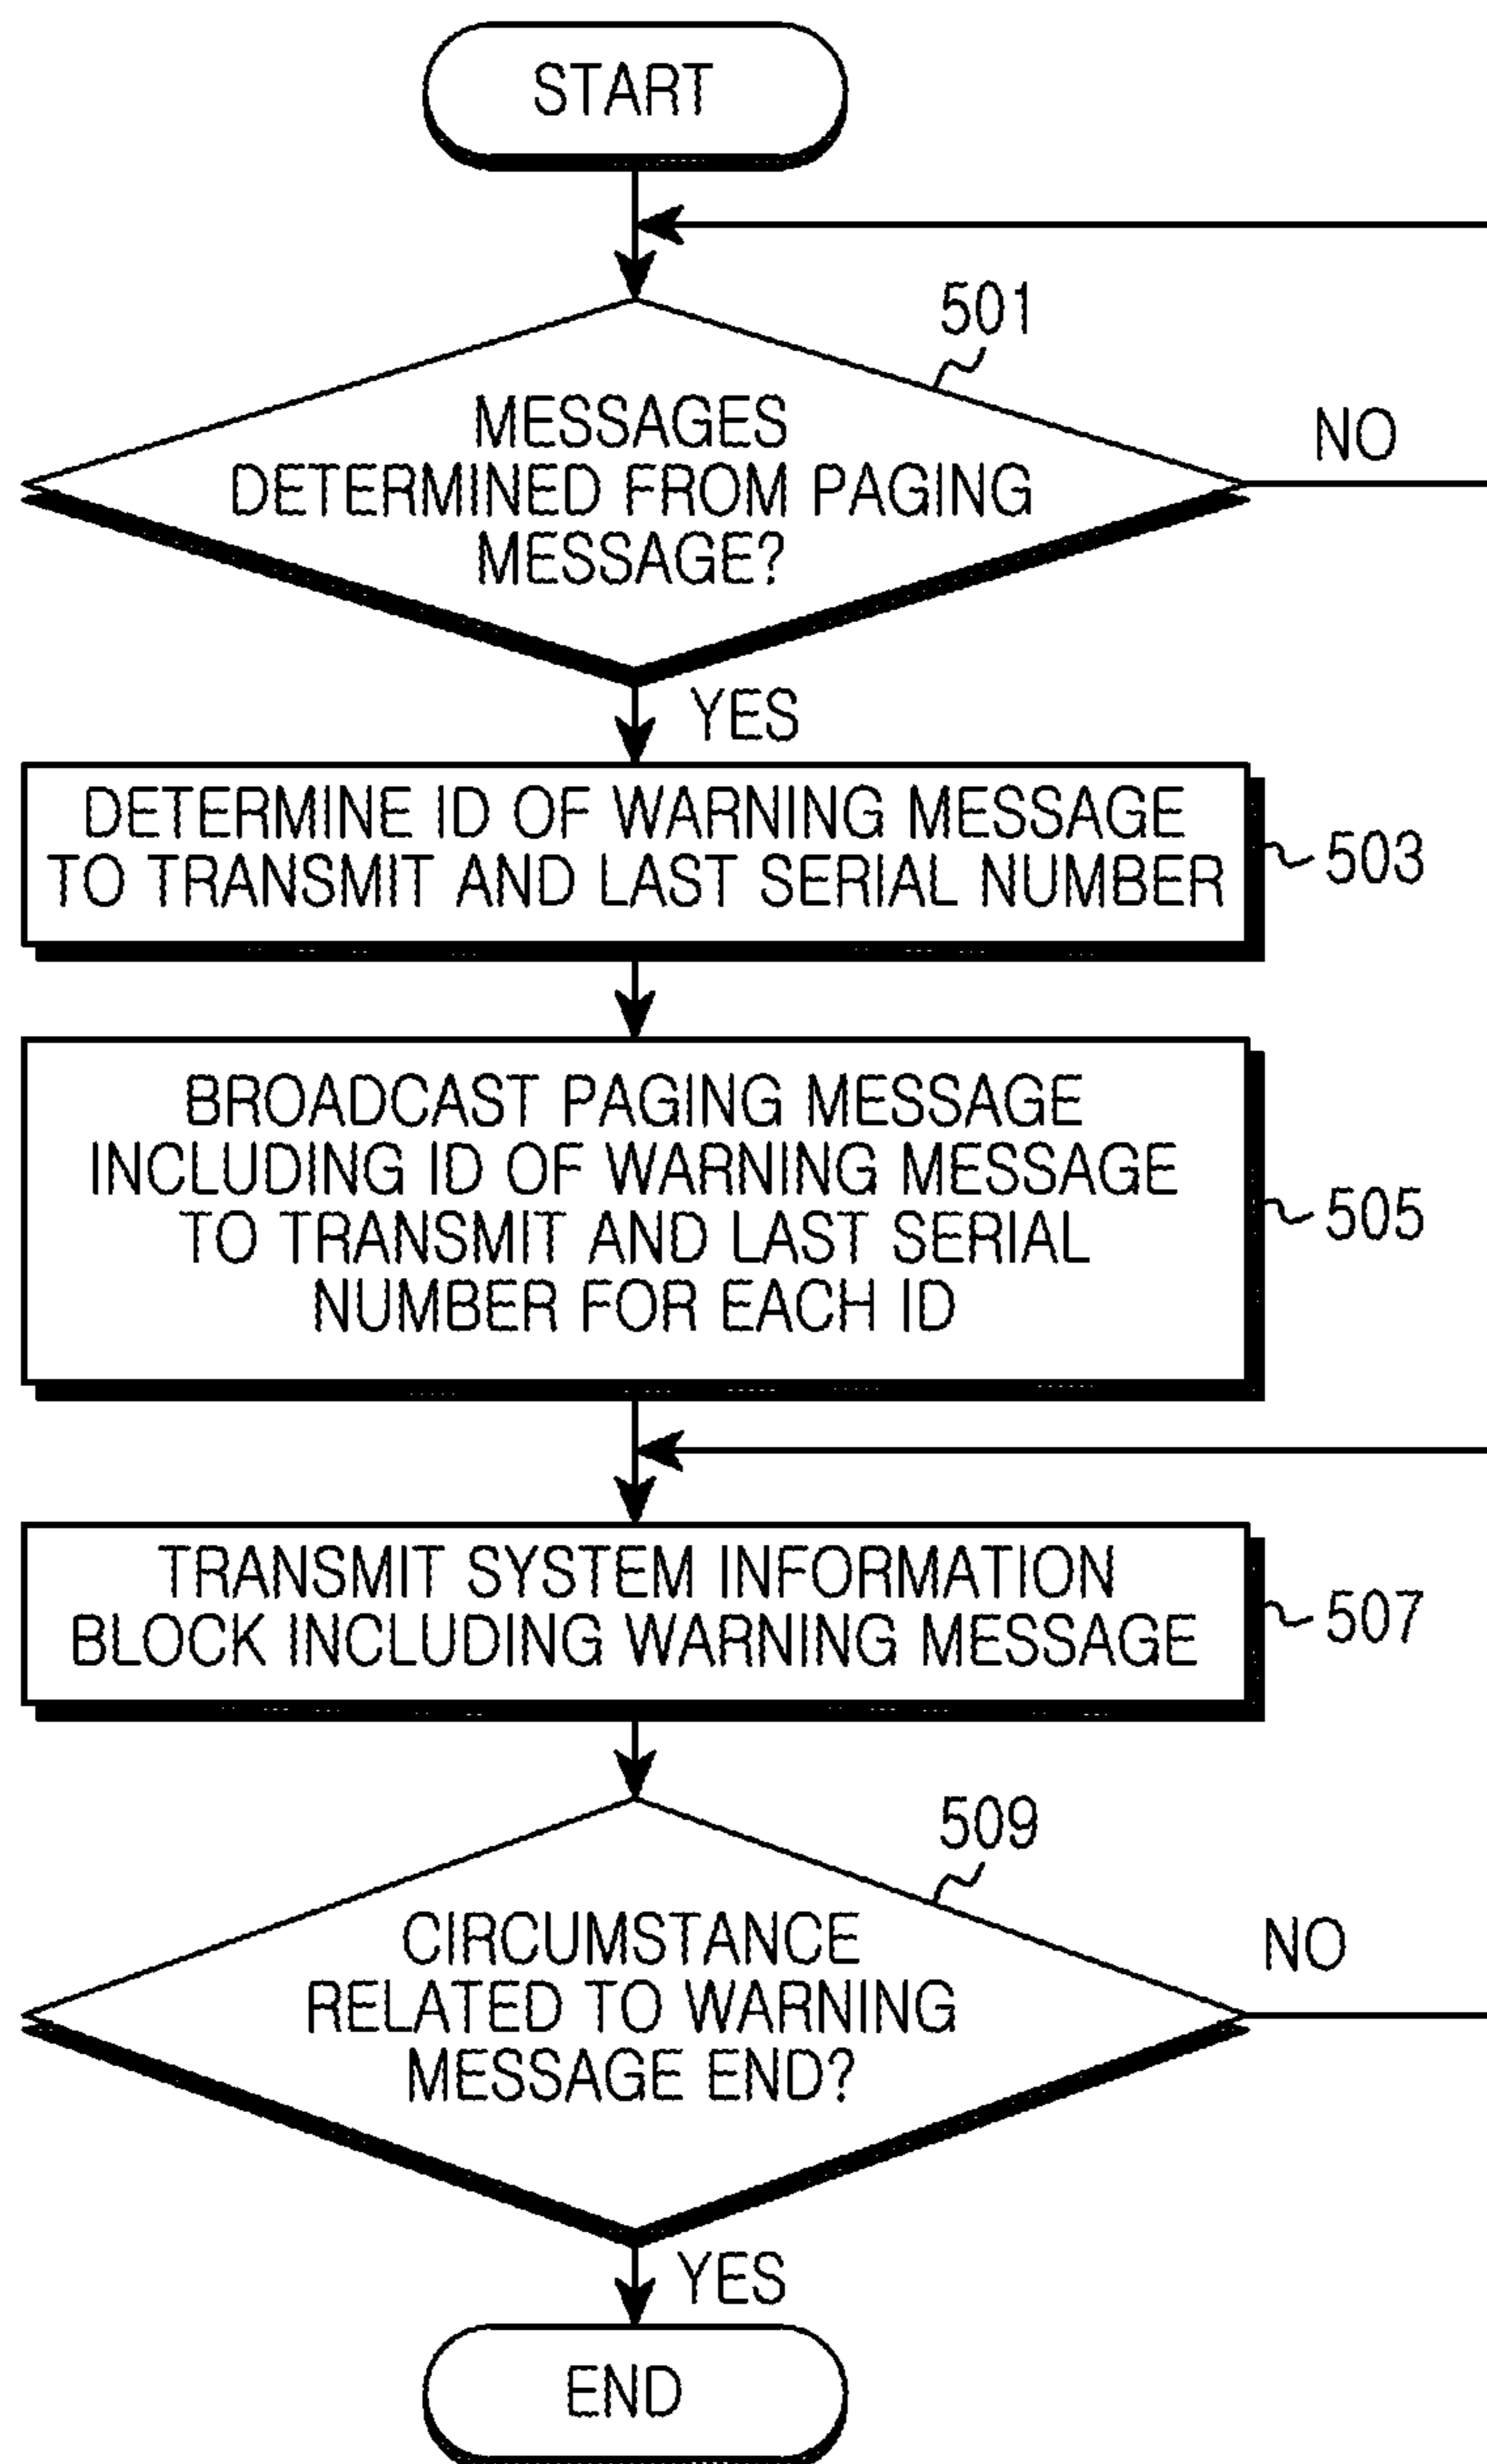 START
501
MESSAGES
DETERMINED FROM PAGING
MESSAGE?
NO
YES
DETERMINE ID OF WARNING MESSAGE
TO TRANSMIT AND LAST SERIAL NUMBER
503
BROADCAST PAGING MESSAGE
INCLUDING ID OF WARNING MESSAGE
TO TRANSMIT AND LAST SERIAL
NUMBER FOR EACH ID
505
TRANSMIT SYSTEM INFORMATION
BLOCK INCLUDING WARNING MESSAGE
507
509
CIRCUMSTANCE
RELATED TO WARNING
MESSAGE END?
NO
YES
END